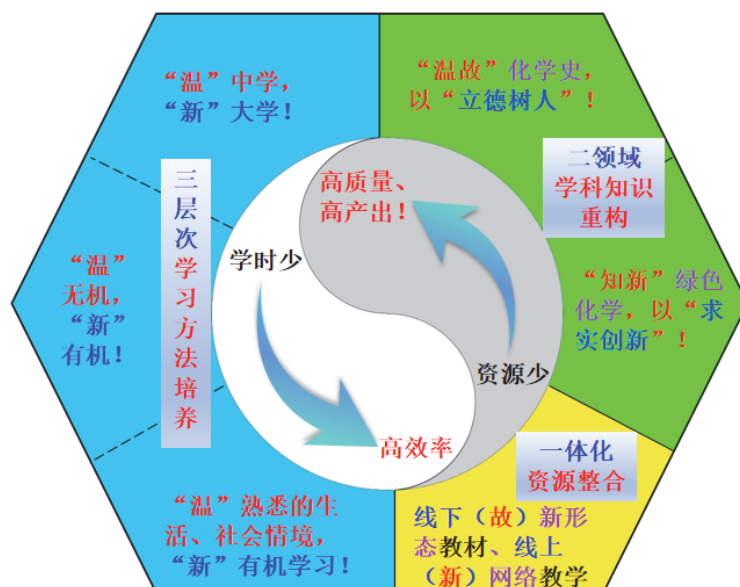 “温”中学，
“新”大学！
“温故”化学史，
以“立德树人”！
二领域
学科知识
重构
三层次学习方法培养
高质量、
高产出！
学时少
“温”
无机，
“新”
有机！
“知新”绿色
化学，以“求
实创新”！
资源少
高效率
一体化
资源整合
“温”熟悉的生
活、社会情境，
“新”有机学习！
线下（故）新形
态教材、线上
（新）网络教学